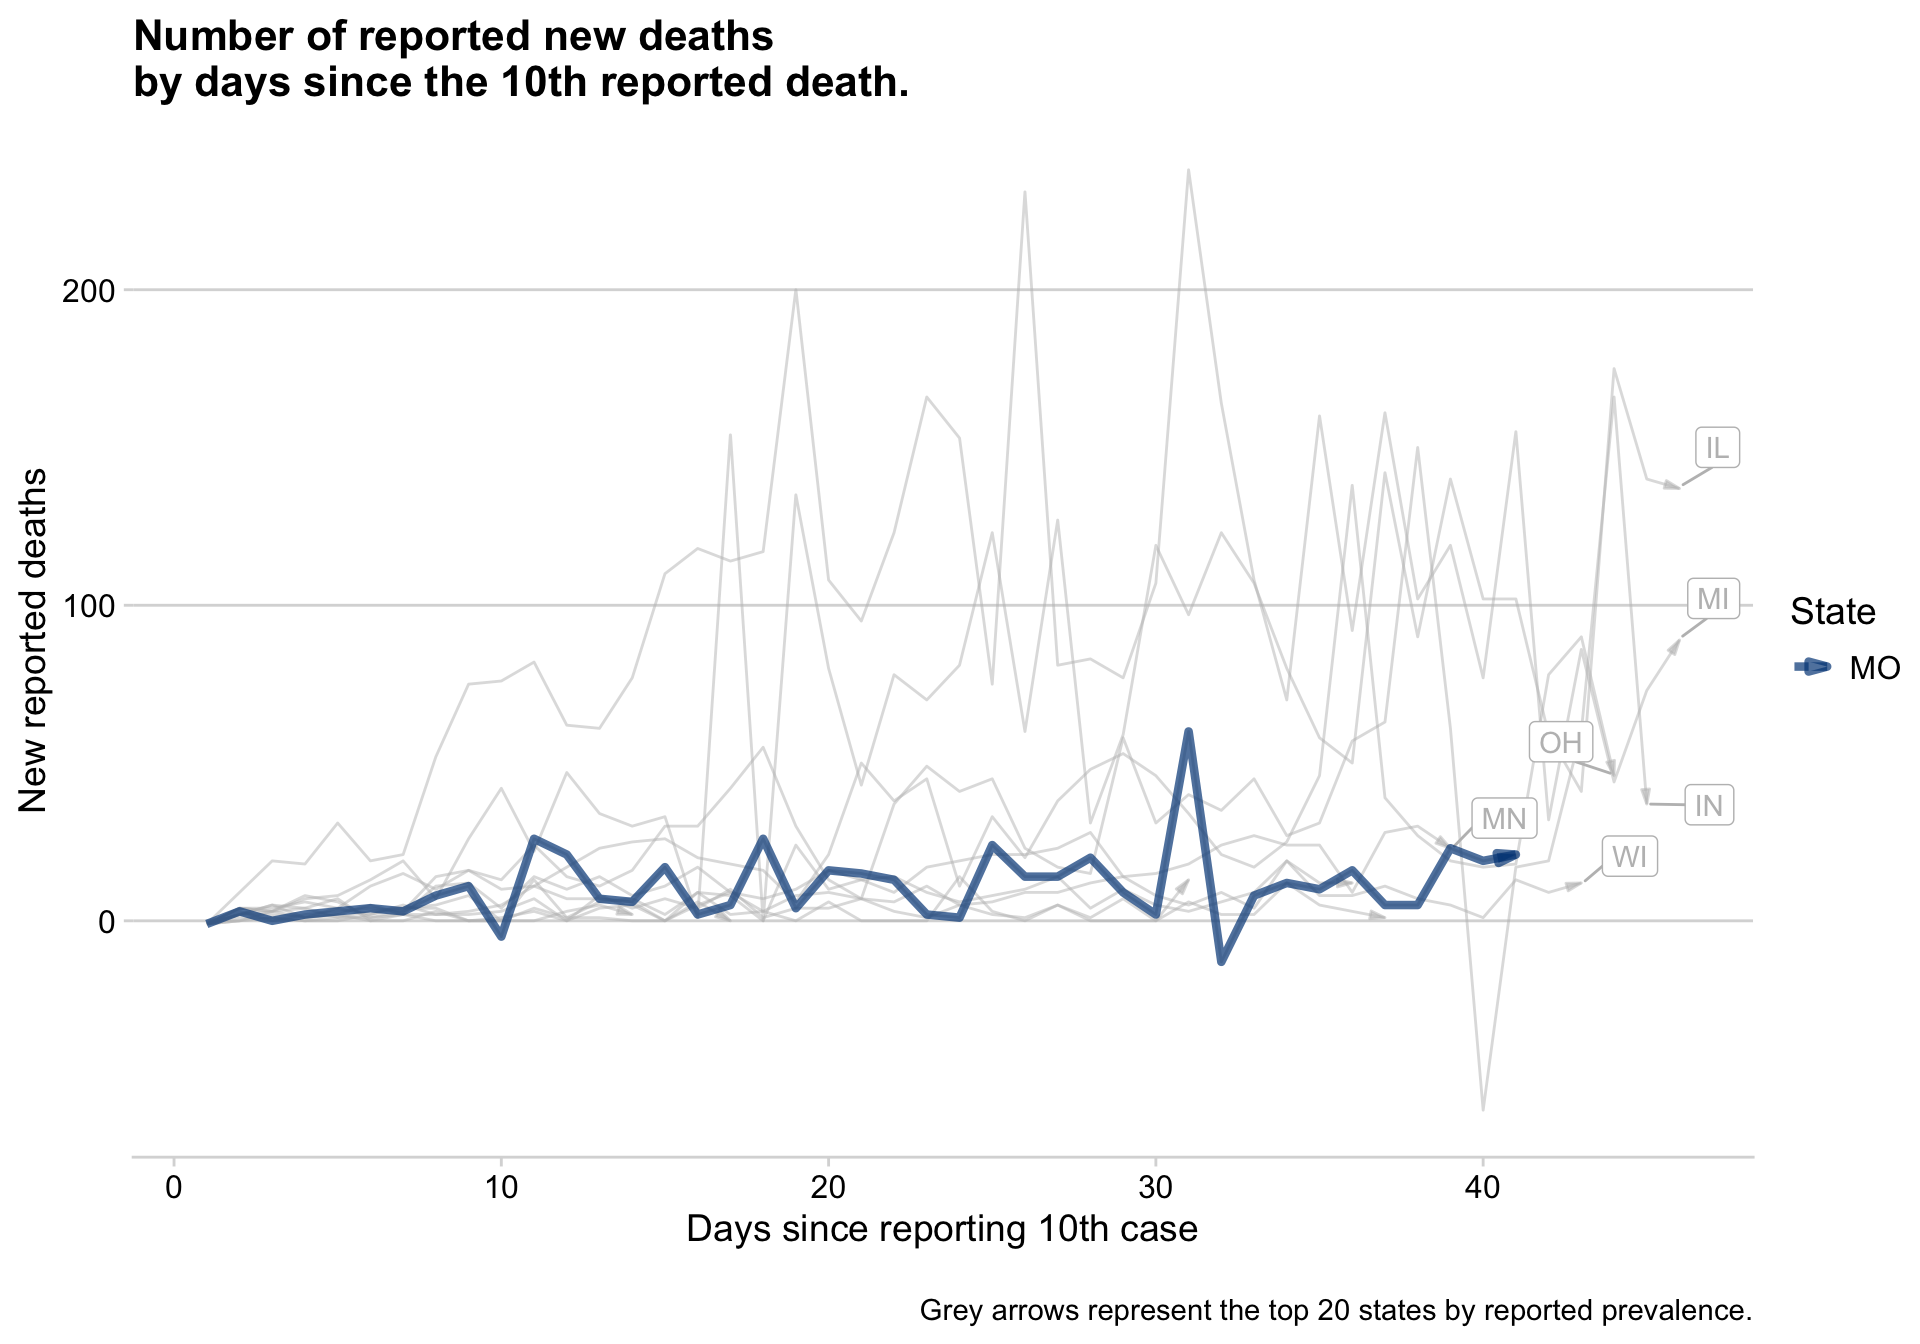 Number of reported new deaths
by days since the 10th reported death.
New reported deaths
200
100
0
IL
MI
OH
IN
MN
WI
State
MO
0
10
20
30
40
Days since reporting 10th case
Grey arrows represent the top 20 states by reported prevalence.